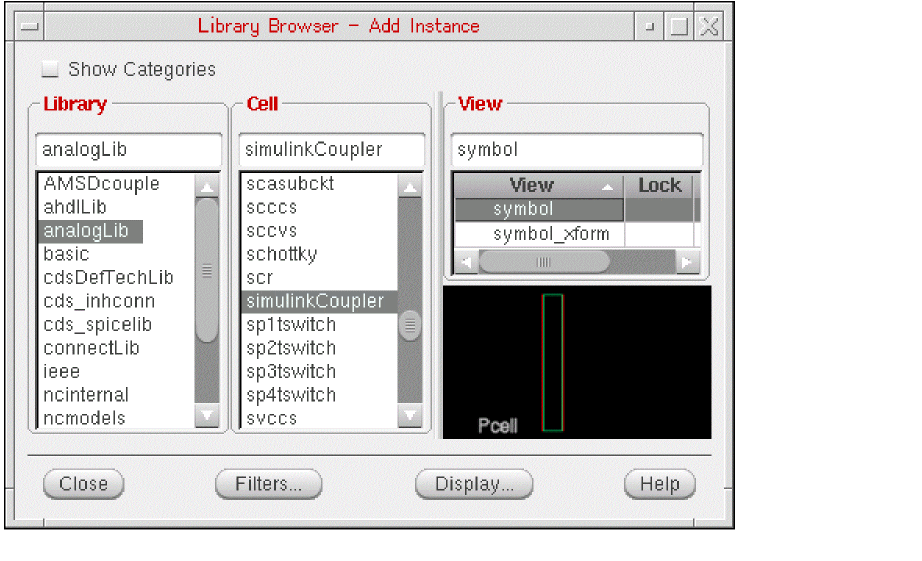 Library Browser - Add Instance
Show Categories
Library
analogLib
AMSDcouple
ahdlLib
analogLib
basic
cdsDefTechLib
cds_inhconn
cds_spicelib
connectLib
ieee
ncinternal
ncmodels
Cell
simulinkCoupler
scasubckt
scccs
sccvs
schottky
scr
simulinkCoupler
sp1tswitch
sp2tswitch
sp3tswitch
sp4tswitch
svccs
View
symbol
View Lock
symbol
symbol_xform
Pcell
Close Filters... Display... Help